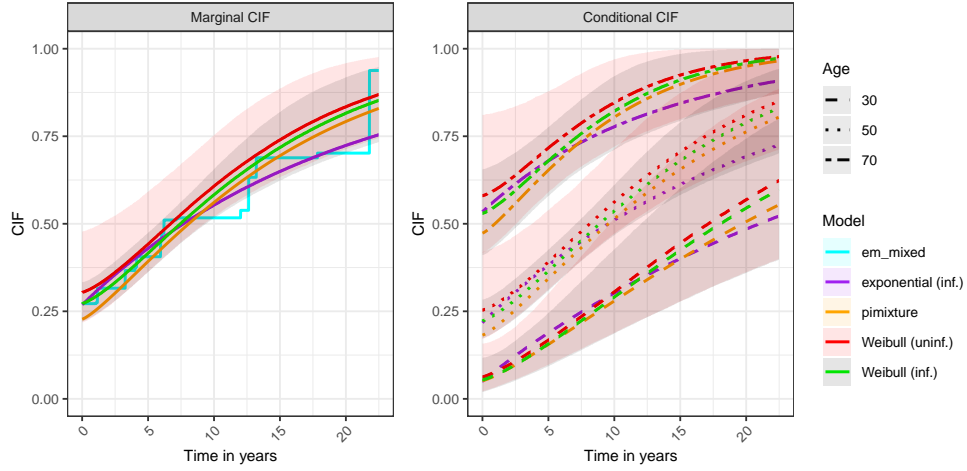 Marginal CIF
Conditional CIF
CIF
1.00
0.75
0.50
0.25
0.00
0
5
10
15
20
Time in years
CIF
1.00
0.75
0.50
0.25
0.00
0
5
10
15
20
Time in years
Age
30
50
70
Model
em_mixed
exponential (inf.)
pimixture
Weibull (uninf.)
Weibull (inf.)